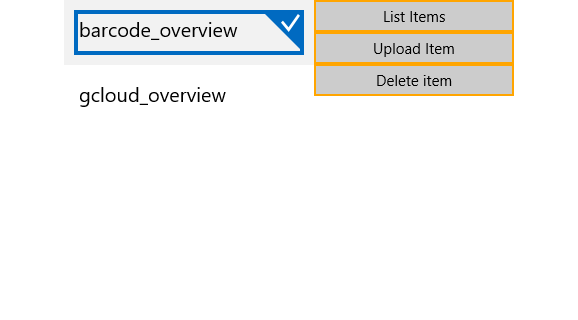 barcode_overview
gcloud_overview
List Items
Upload Item
Delete item